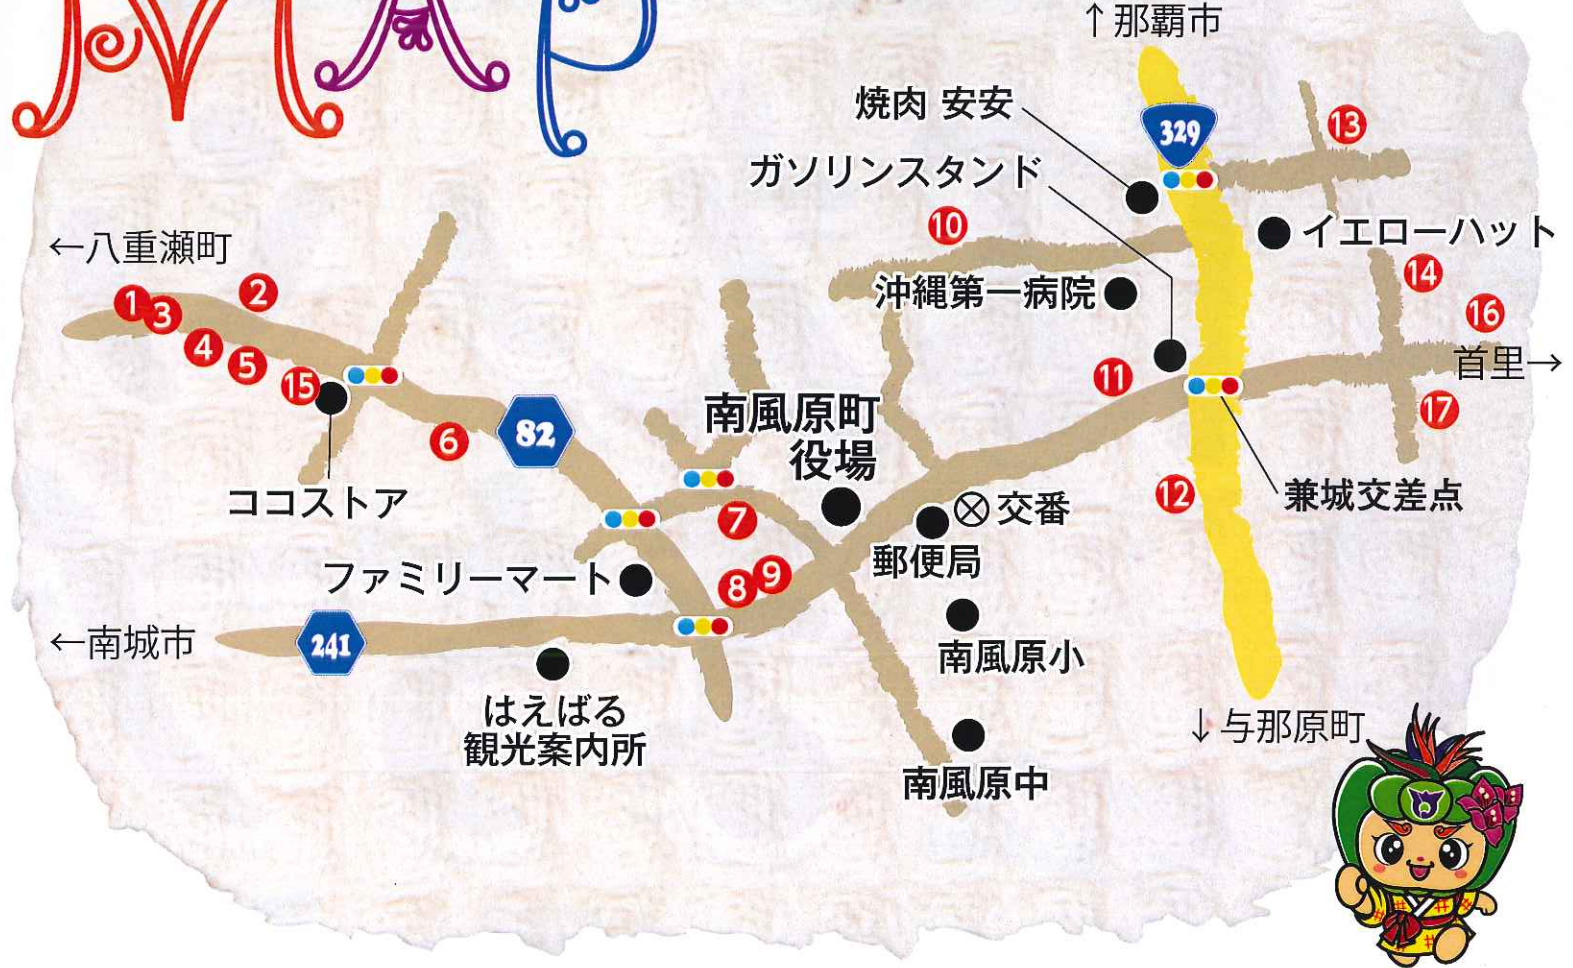 MAP
↑那覇市
焼肉 安安
329
13
ガソリンスタンド
10
イエローハット
←八重瀬町
沖縄第一病院
14
1
3
2
16
4
5
首里→
15
11
17
6
82
南風原町
役場
12
兼城交差点
ココストア
7
交番
郵便局
ファミリーマート
8
9
←南城市
241
南風原小
はえばる
観光案内所
↓与那原町
南風原中